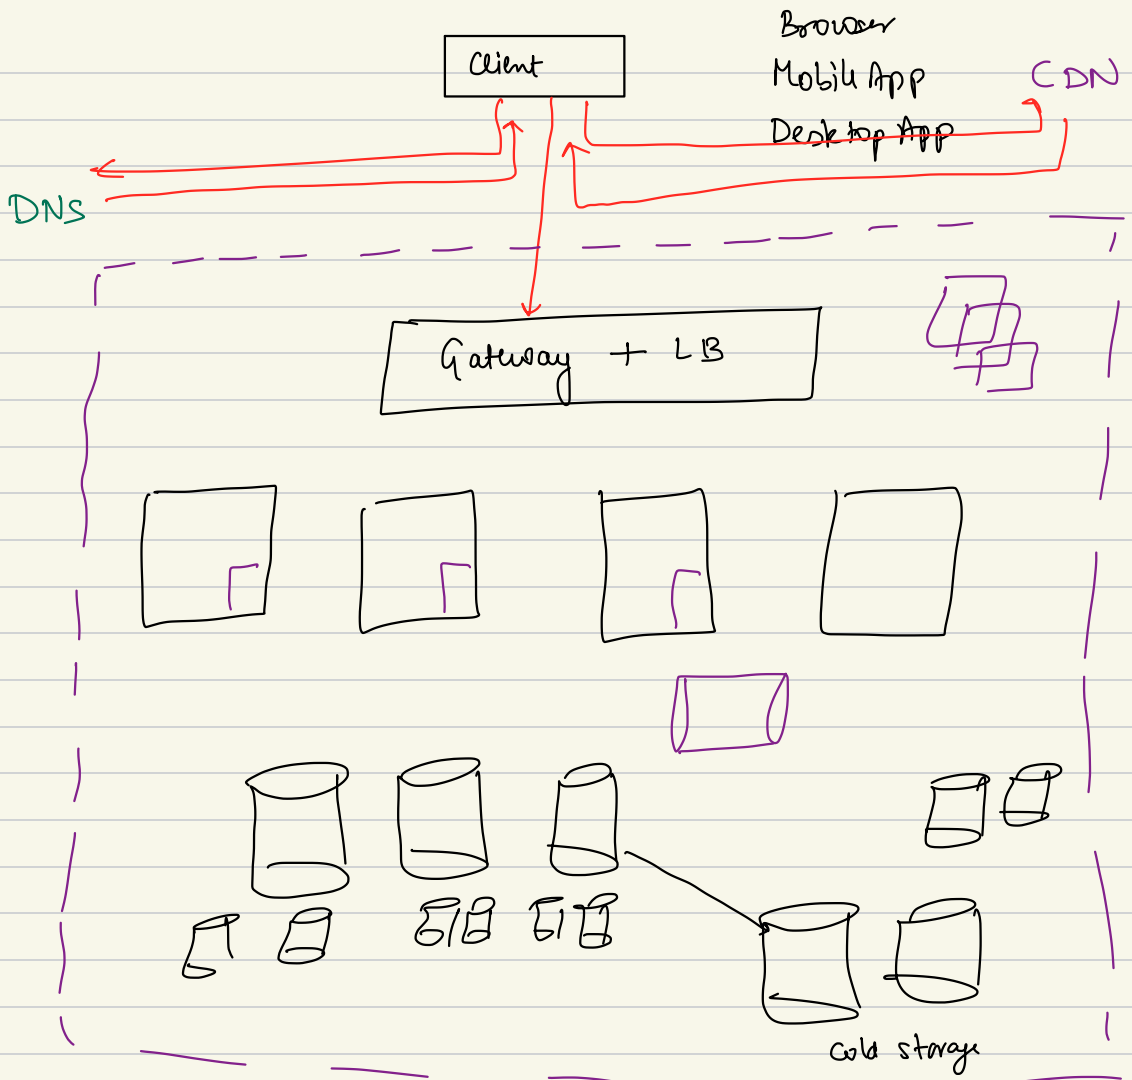 Browser
Client
Mobile App
CDN
Desktop App
DNS
Gateway + LB
Cold storage